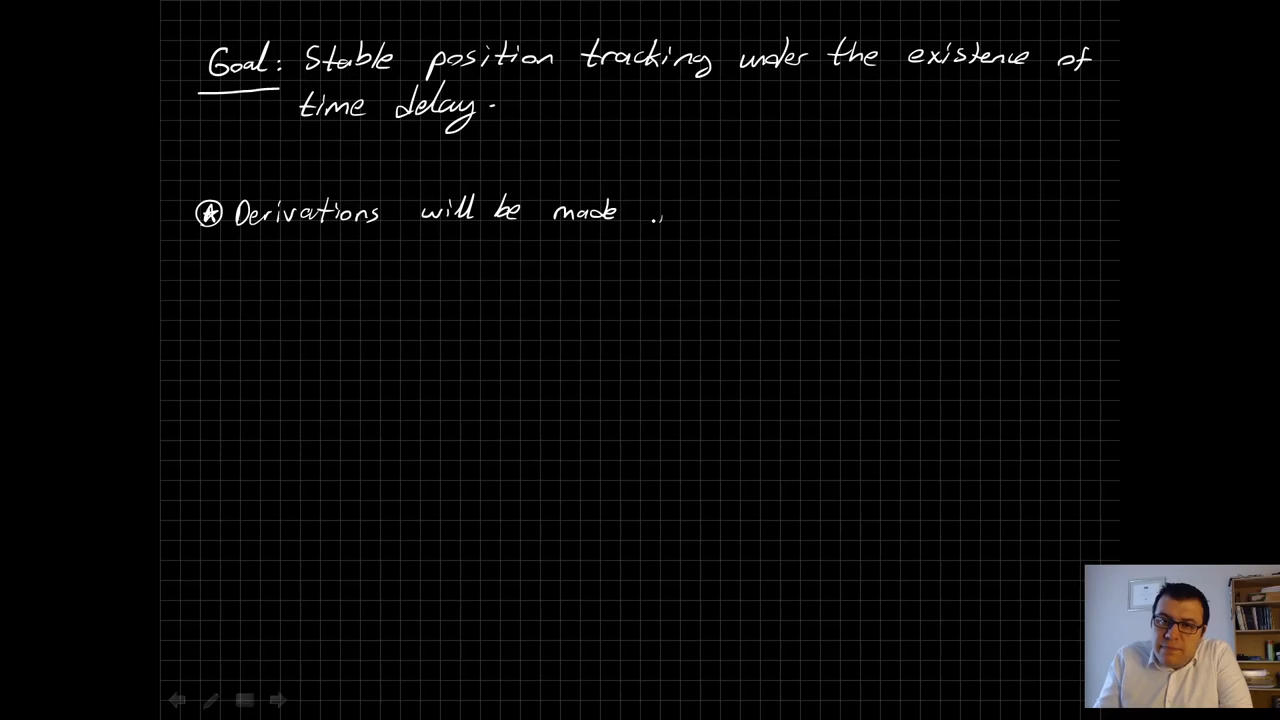 Goal: Stable position tracking under the existence of
time delay.
Derivations will be made